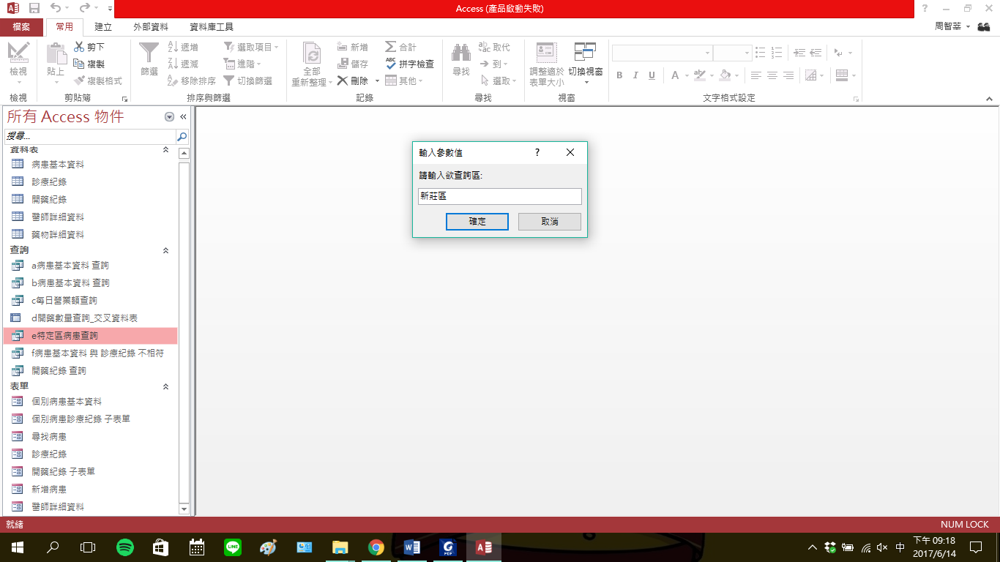 Access (產品啟動失敗)
檔案 常用 建立 外部資料 資料庫工具 周智莘
檢視 貼上 剪下 複製 複製格式
檢視 剪貼簿
篩選 遞增 遞減 移除排序 選取項目 進階 切換篩選
排序與篩選
全部重新整理 新增 儲存 刪除 合計 拼字檢查 其他
記錄
尋找 取代 到 選取
尋找
調整適於表單大小 切換視窗
視窗
B I U A ab
文字格式設定
所有 Access 物件
搜尋...
資料表
病患基本資料
診療紀錄
開藥紀錄
醫師詳細資料
藥物詳細資料
查詢
a病患基本資料 查詢
b病患基本資料 查詢
c每日營業額查詢
d開藥數量查詢_交叉資料表
e特定區病患查詢
f病患基本資料 與 診療紀錄 不相符
開藥紀錄 查詢
表單
個別病患基本資料
個別病患診療紀錄 子表單
尋找病患
診療紀錄
開藥紀錄 子表單
新增病患
醫師詳細資料
輸入參數值
請輸入欲查詢區:
新莊區
確定 取消
就緒 NUM LOCK
中 下午 09:18
2017/6/14